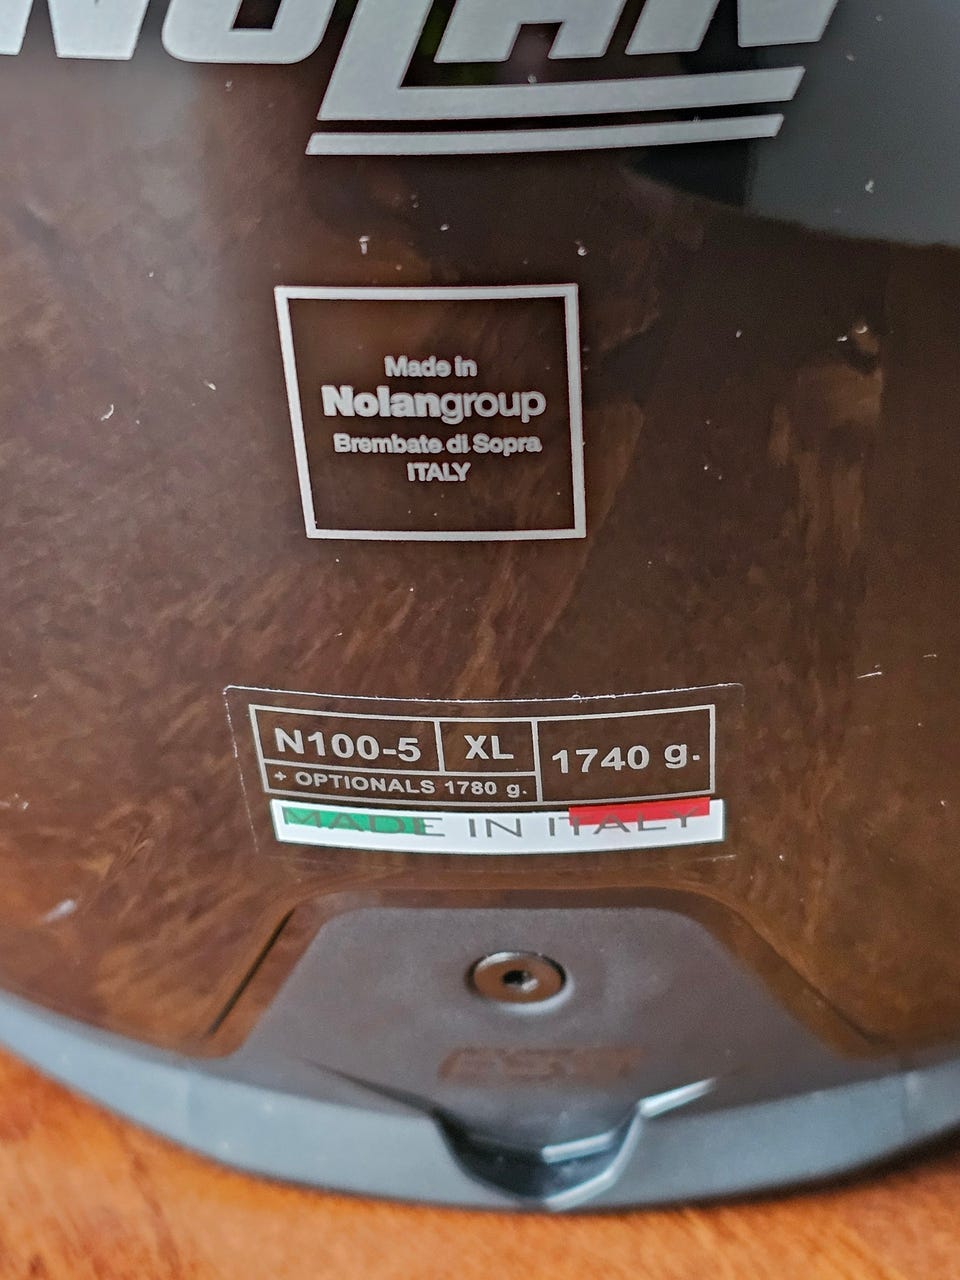 NOLAN
Made in
Nolangroup
Brembate di Sopra
ITALY
N100-5 XL 1740 g.
+ OPTIONALS 1780 g.
MADE IN ITALY